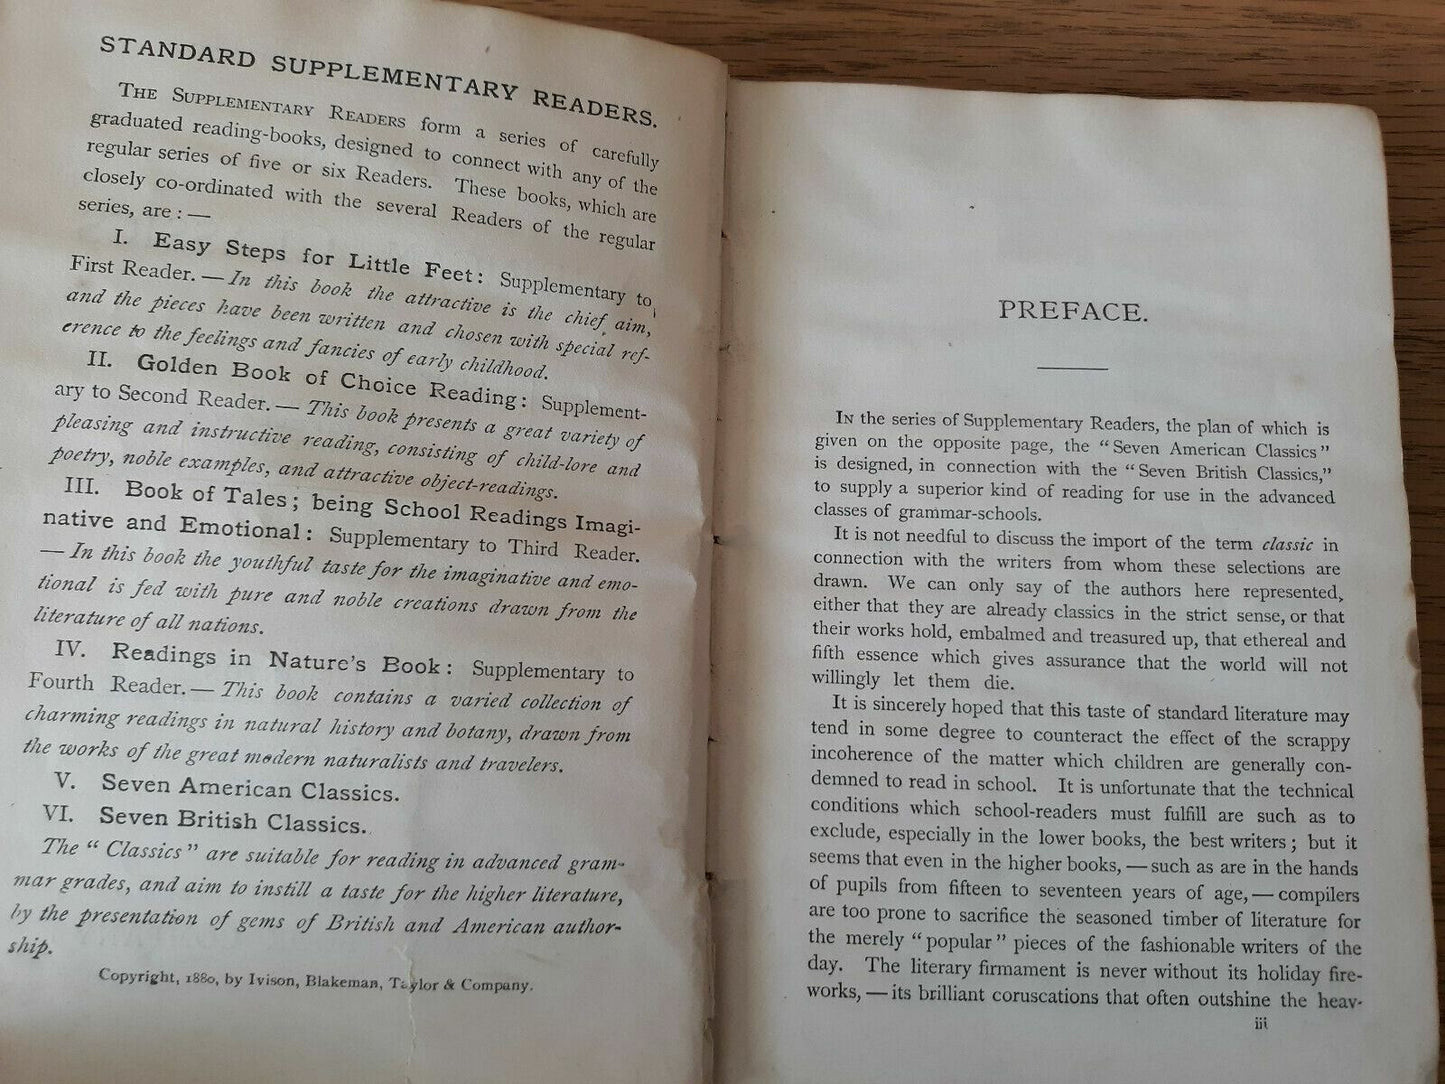 STANDARD SUPPLEMENTARY READERS.
THE SUPPLEMENTARY READERS form a series of carefully
graduated reading-books, designed to connect with any of the
regular series of five or six Readers. These books, which are
closely co-ordinated with the several Readers of the regular
series, are : —
I. Easy Steps for Little Feet: Supplementary to
First Reader. — In this book the attractive is the chief aim,
and the pieces have been written and chosen with special ref-
erence to the feelings and fancies of early childhood.
II. Golden Book of Choice Reading: Supplement-
ary to Second Reader. — This book presents a great variety of
pleasing and instructive reading, consisting of child-lore and
poetry, noble examples, and attractive object-readings.
III. Book of Tales; being School Readings Imagi-
native and Emotional: Supplementary to Third Reader.
— In this book the youthful taste for the imaginative and emo-
tional is fed with pure and noble creations drawn from the
literature of all nations.
IV. Readings in Nature's Book: Supplementary to
Fourth Reader. — This book contains a varied collection of
charming readings in natural history and botany, drawn from
the works of the great modern naturalists and travelers.
V. Seven American Classics.
VI. Seven British Classics.
The "Classics" are suitable for reading in advanced gram-
mar grades, and aim to instill a taste for the higher literature,
by the presentation of gems of British and American author-
ship.
Copyright, 1880, by Ivison, Blakeman, Taylor & Company.
PREFACE.
IN the series of Supplementary Readers, the plan of which is
given on the opposite page, the "Seven American Classics"
is designed, in connection with the "Seven British Classics,"
to supply a superior kind of reading for use in the advanced
classes of grammar-schools.
It is not needful to discuss the import of the term classic in
connection with the writers from whom these selections are
drawn. We can only say of the authors here represented,
either that they are already classics in the strict sense, or that
their works hold, embalmed and treasured up, that ethereal and
fifth essence which gives assurance that the world will not
willingly let them die.
It is sincerely hoped that this taste of standard literature may
tend in some degree to counteract the effect of the scrappy
incoherence of the matter which children are generally con-
demned to read in school. It is unfortunate that the technical
conditions which school-readers must fulfill are such as to
exclude, especially in the lower books, the best writers; but it
seems that even in the higher books, — such as are in the hands
of pupils from fifteen to seventeen years of age, — compilers
are too prone to sacrifice the seasoned timber of literature for
the merely "popular" pieces of the fashionable writers of the
day. The literary firmament is never without its holiday fire-
works, — its brilliant coruscations that often outshine the heav-
iii